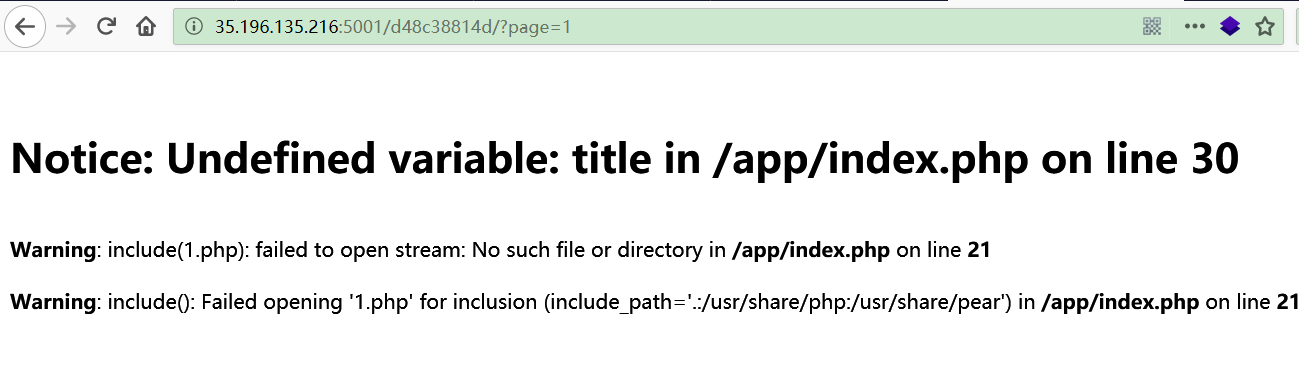 35.196.135.216:5001/d48c38814d/?page=1
Notice: Undefined variable: title in /app/index.php on line 30
Warning: include(1.php): failed to open stream: No such file or directory in /app/index.php on line 21
Warning: include(): Failed opening '1.php' for inclusion (include_path='.:/usr/share/php:/usr/share/pear') in /app/index.php on line 21